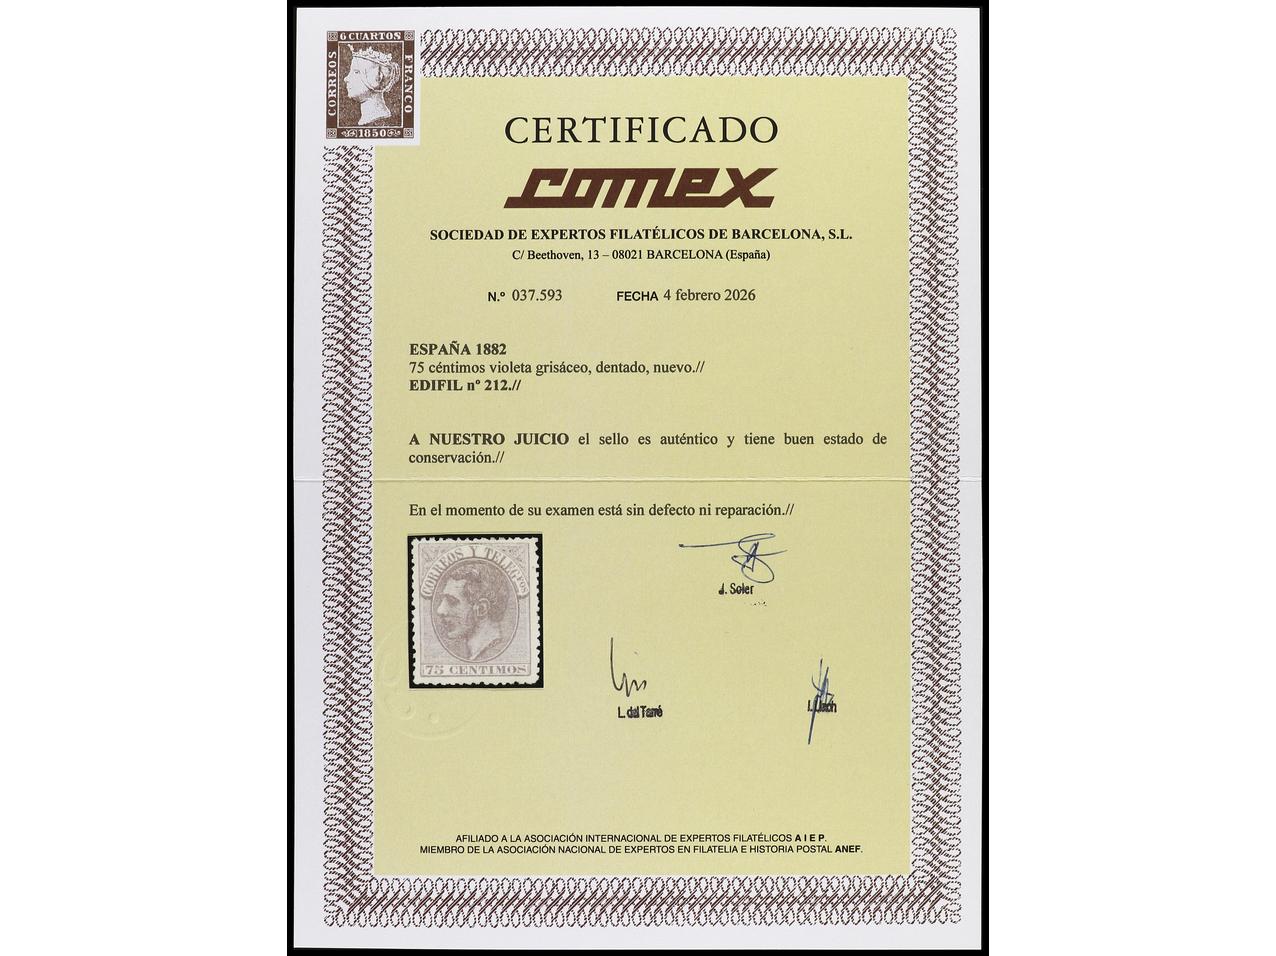 6 CUARTOS
CORREOS
FRANCO
1850
CERTIFICADO
comex
SOCIEDAD DE EXPERTOS FILATÉLICOS DE BARCELONA, S.L.
C/ Beethoven, 13 – 08021 BARCELONA (España)
N.º 037.593 FECHA 4 febrero 2026
ESPAÑA 1882
75 céntimos violeta grisáceo, dentado, nuevo.//
EDIFIL nº 212.//
A NUESTRO JUICIO el sello es auténtico y tiene buen estado de
conservación.//
En el momento de su examen está sin defecto ni reparación.//
CORREOS Y TELEGFOS
75 CENTIMOS
J. Soler
L. del Tarré
AFILIADO A LA ASOCIACIÓN INTERNACIONAL DE EXPERTOS FILATÉLICOS A I E P.
MIEMBRO DE LA ASOCIACIÓN NACIONAL DE EXPERTOS EN FILATELIA E HISTORIA POSTAL ANEF.